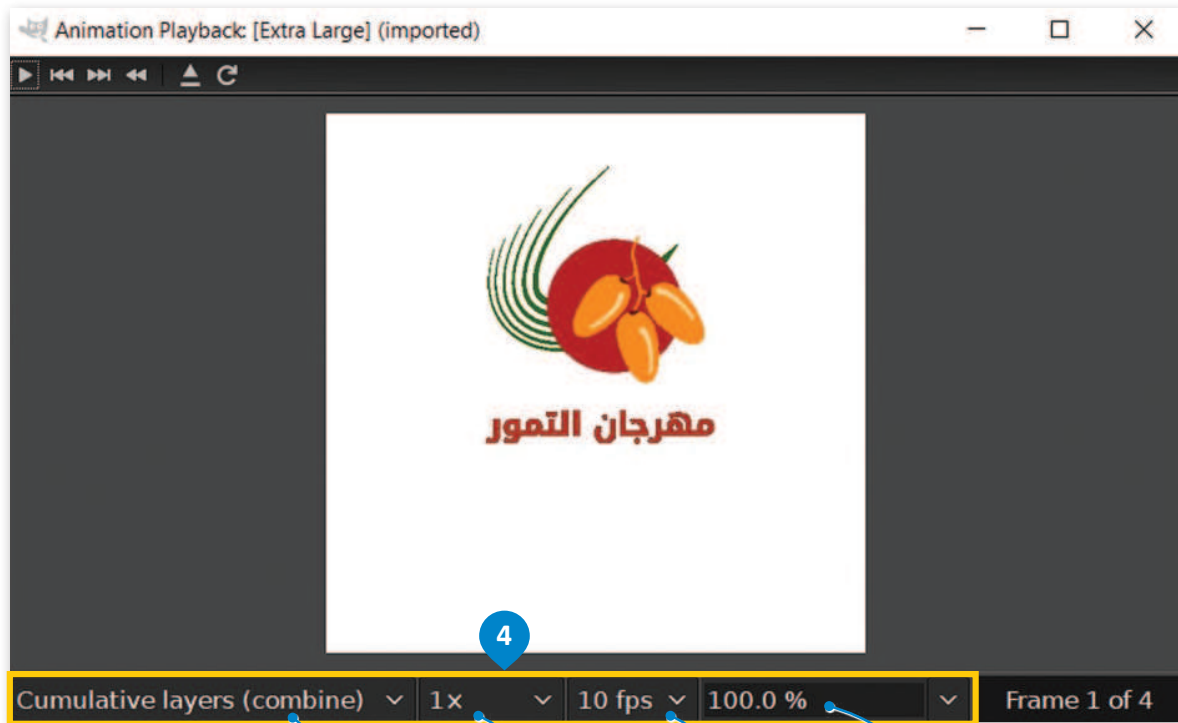 Animation Playback: [Extra Large] (imported)
مهرجان التمور
4
Cumulative layers (combine) 1x 10 fps 100.0 % Frame 1 of 4